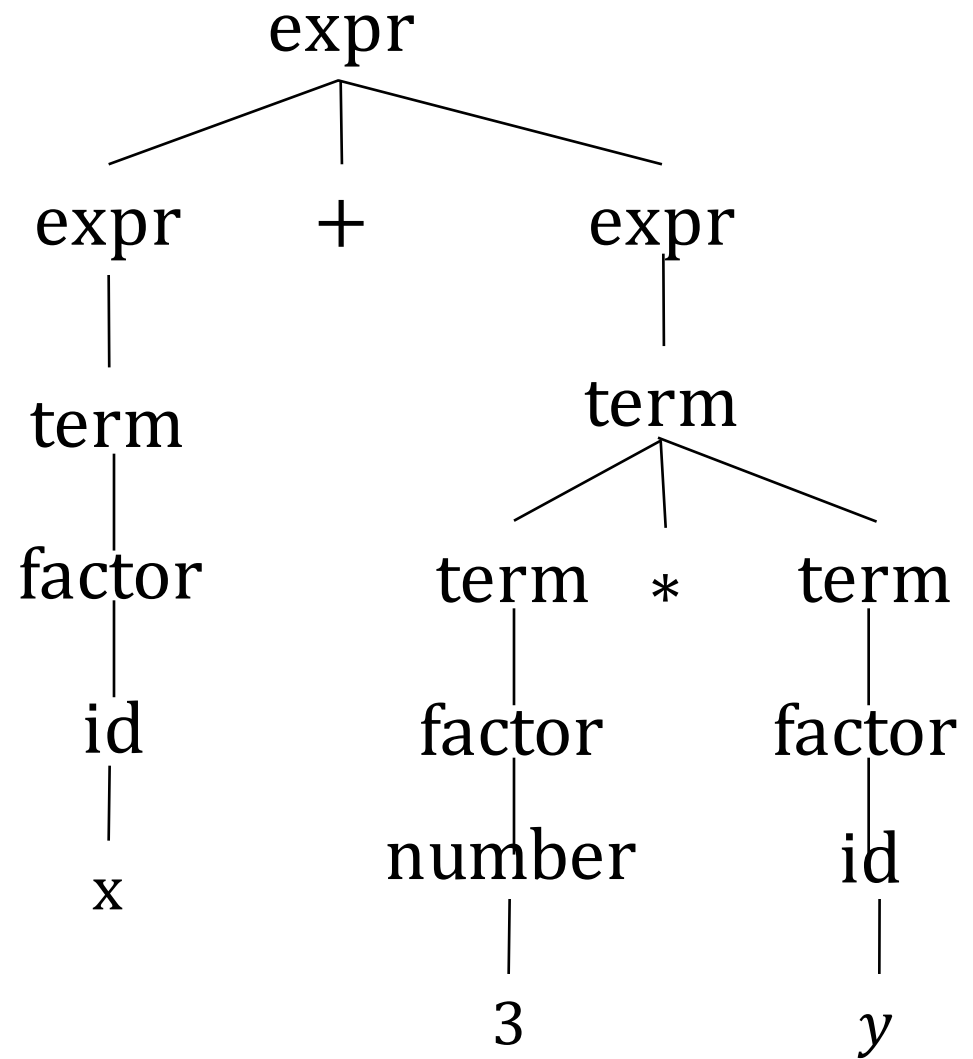 expr
expr + expr
term term
factor term * term
id factor factor
x number id
3 y